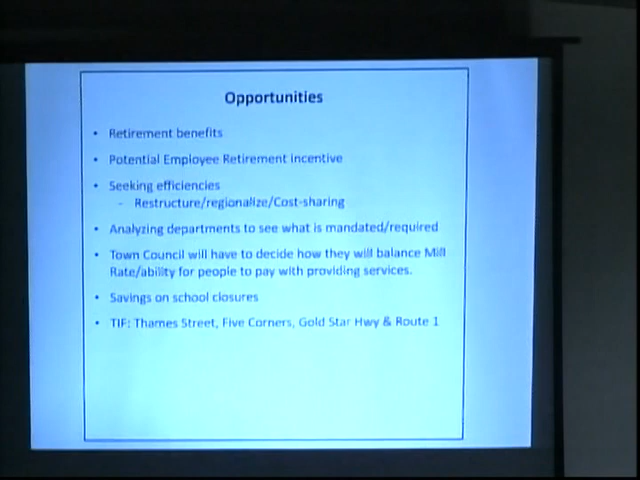 Opportunities
• Retirement benefits
• Potential Employee Retirement incentive
• Seeking efficiencies
- Restructure/regionalize/Cost-sharing
• Analyzing departments to see what is mandated/required
• Town Council will have to decide how they will balance Mill
Rate/ability for people to pay with providing services.
• Savings on school closures
• TIF: Thames Street, Five Corners, Gold Star Hwy & Route 1